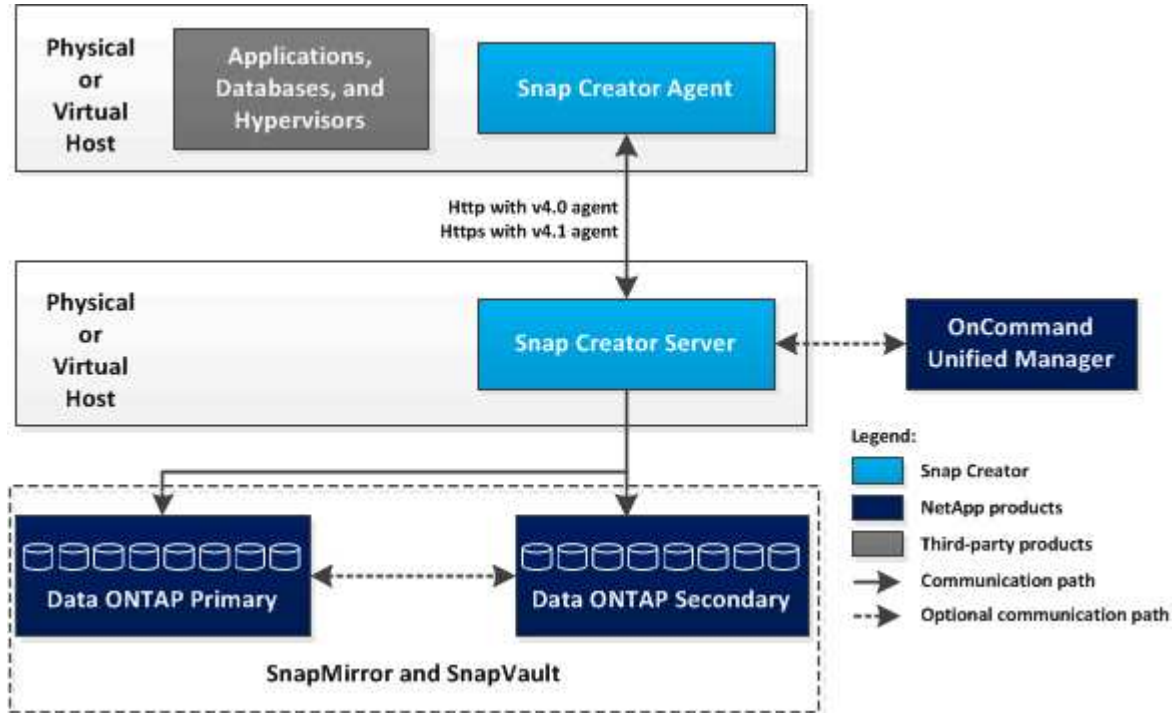 Physical
or
Virtual
Host
Applications,
Databases, and
Hypervisors
Snap Creator Agent
Http with v4.0 agent
Https with v4.1 agent
Physical
or
Virtual
Host
Snap Creator Server
OnCommand
Unified Manager
Legend:
Snap Creator
NetApp products
Third-party products
Communication path
Optional communication path
Data ONTAP Primary
Data ONTAP Secondary
SnapMirror and SnapVault